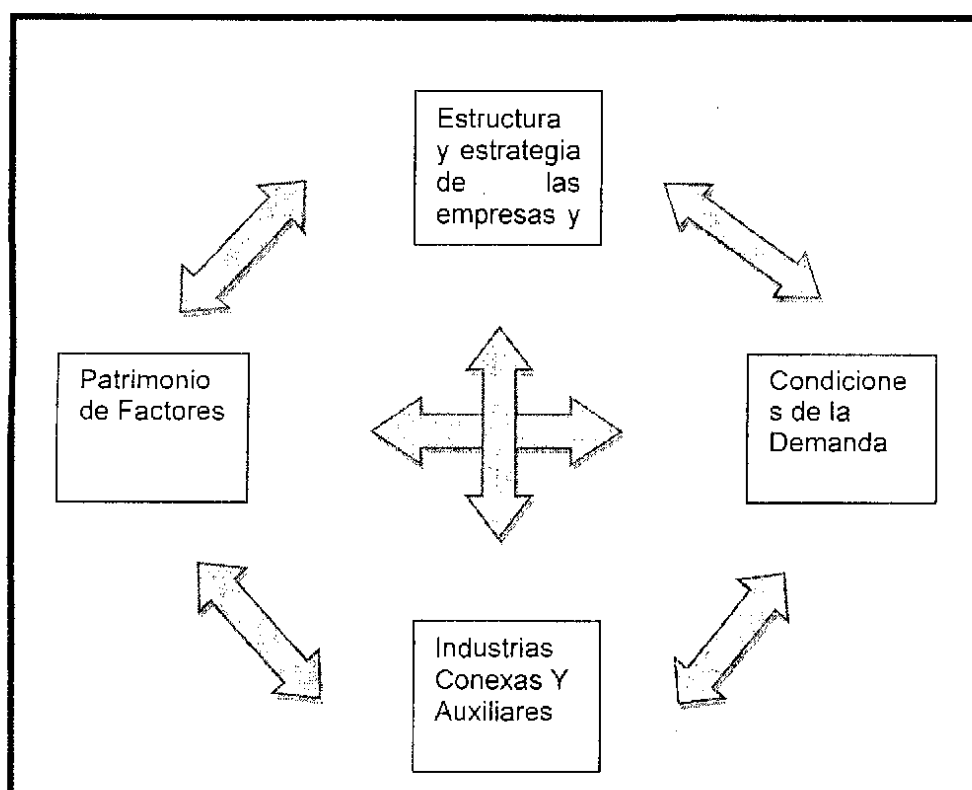 Estructura
y estrategia
de las
empresas y
Patrimonio
de Factores
Condicione
s de la
Demanda
Industrias
Conexas Y
Auxiliares